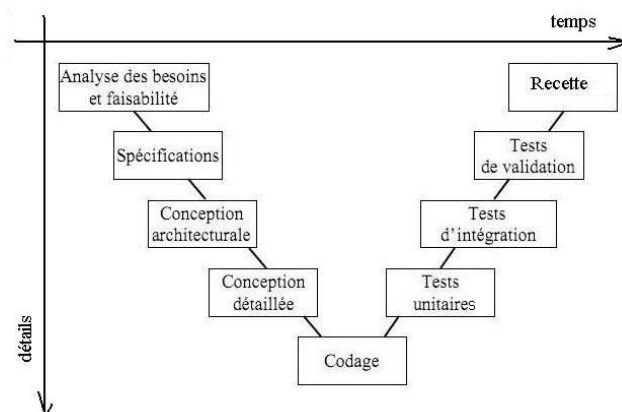 temps
Analyse des besoins
et faisabilité
Recette
Spécifications
Tests
de validation
Conception
architecturale
Tests
d'intégration
Conception
détaillée
Tests
unitaires
Codage
détails